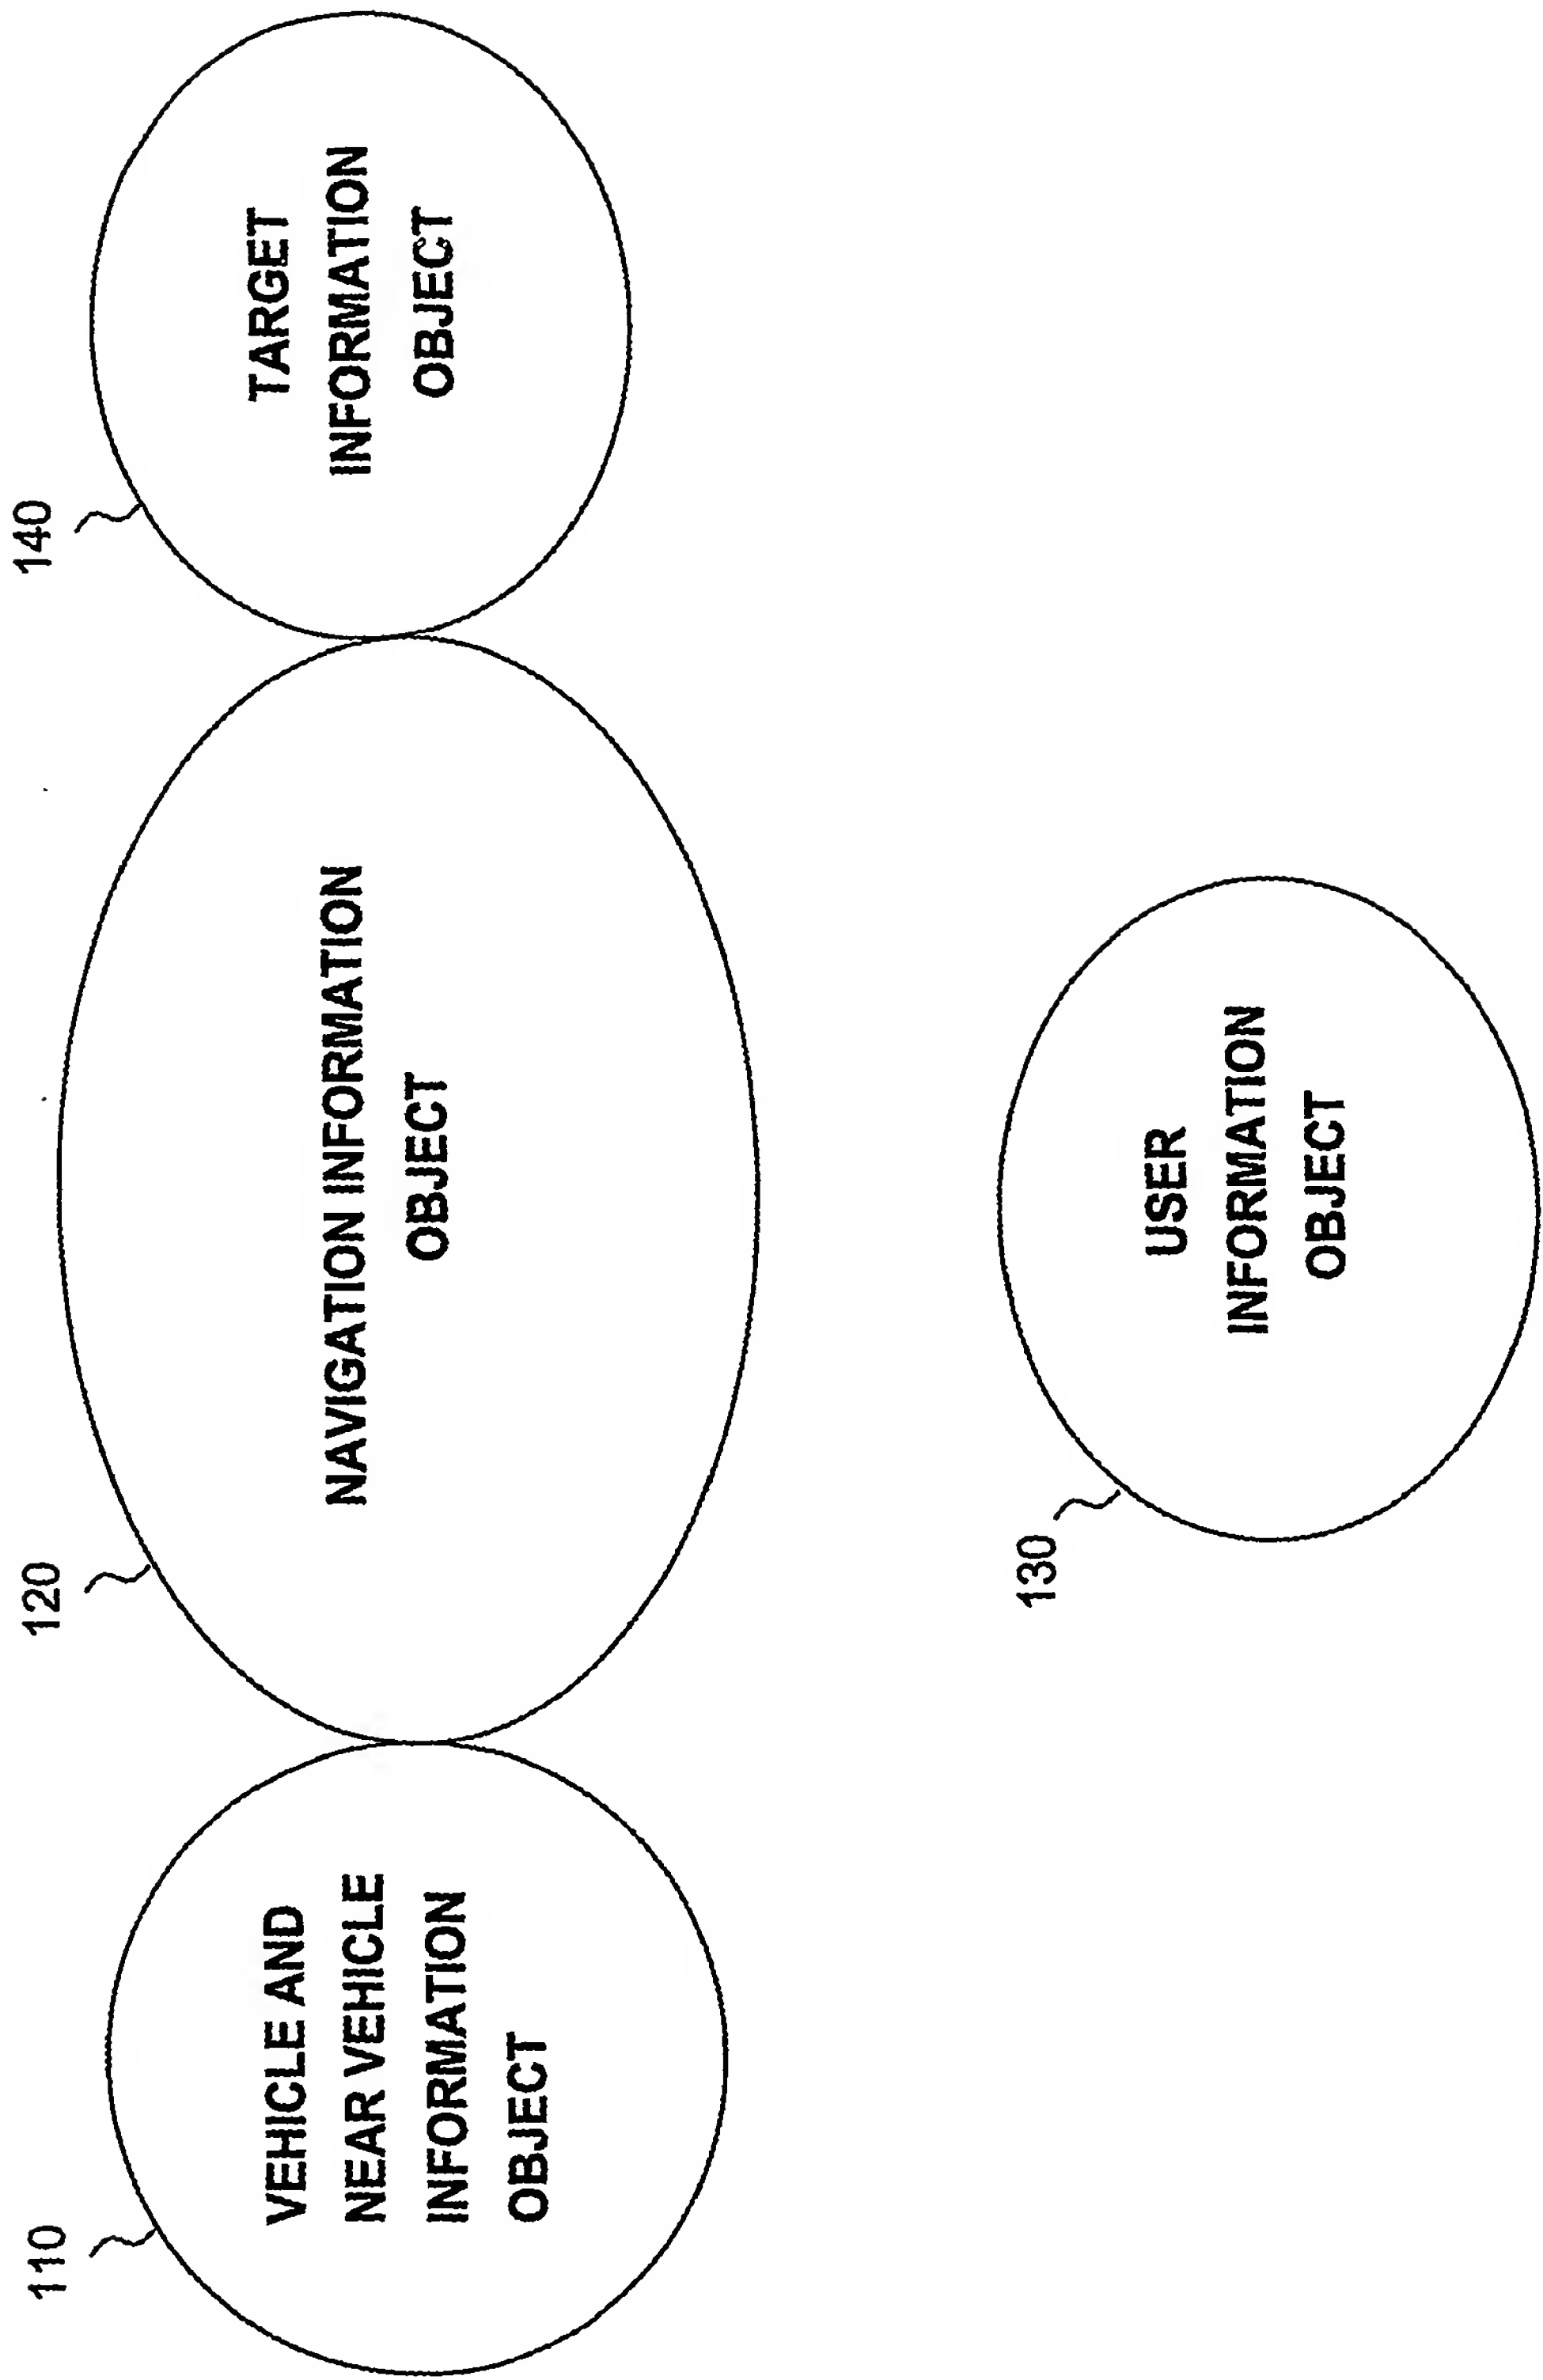 110
VEHICLE AND
NEAR VEHICLE
INFORMATION
OBJECT
120
NAVIGATION INFORMATION
OBJECT
140
TARGET
INFORMATION
OBJECT
130
USER
INFORMATION
OBJECT